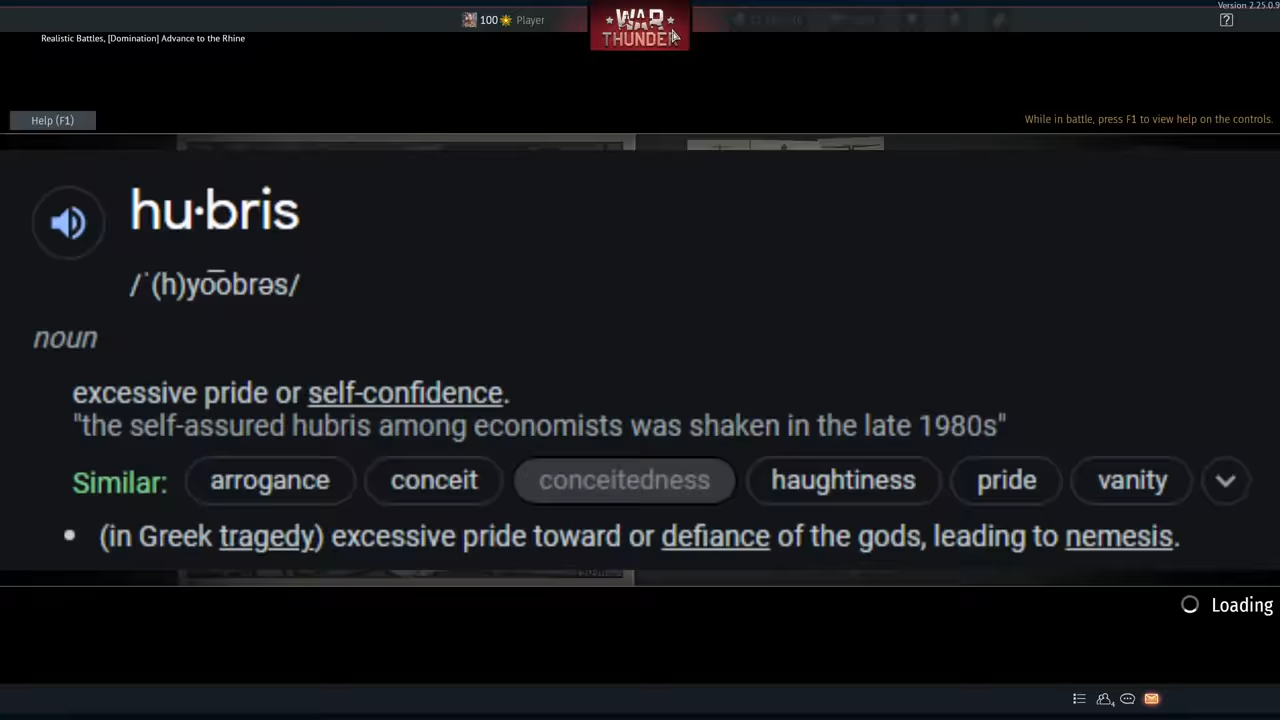 Version 2.25.0.9
100 Player
WAR
THUNDER
Realistic Battles, [Domination] Advance to the Rhine
Help (F1)
While in battle, press F1 to view help on the controls.
hu·bris
/ˈ(h)yo͞obrəs/
noun
excessive pride or self-confidence.
"the self-assured hubris among economists was shaken in the late 1980s"
Similar: arrogance conceit conceitedness haughtiness pride vanity
• (in Greek tragedy) excessive pride toward or defiance of the gods, leading to nemesis.
Loading
4